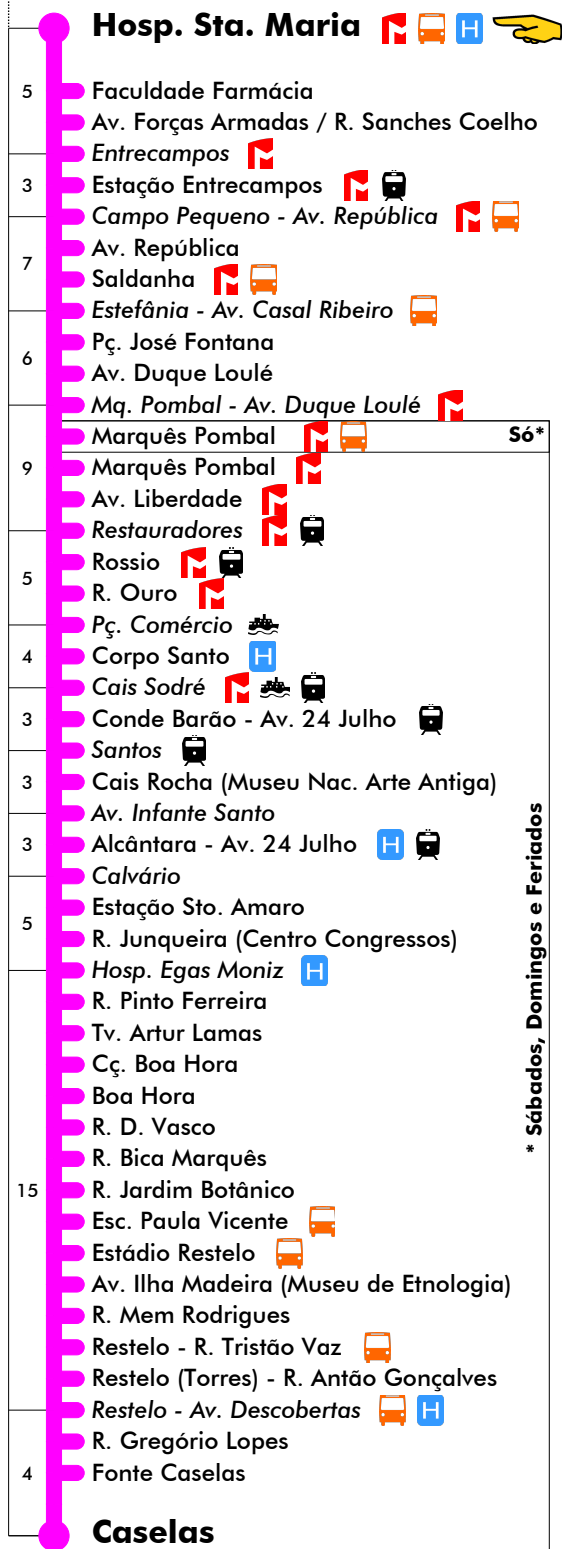 Hosp. Sta. Maria H
5
Faculdade Farmácia
Av. Forças Armadas / R. Sanches Coelho
Entrecampos
3
Estação Entrecampos
Campo Pequeno - Av. República
7
Av. República
Saldanha
Estefânia - Av. Casal Ribeiro
6
Pç. José Fontana
Av. Duque Loulé
Mq. Pombal - Av. Duque Loulé
Marquês Pombal Só*
9
Marquês Pombal
Av. Liberdade
Restauradores
5
Rossio
R. Ouro
Pç. Comércio
4
Corpo Santo H
Cais Sodré
3
Conde Barão - Av. 24 Julho
Santos
3
Cais Rocha (Museu Nac. Arte Antiga)
Av. Infante Santo
3
Alcântara - Av. 24 Julho H
Calvário
5
Estação Sto. Amaro
R. Junqueira (Centro Congressos)
Hosp. Egas Moniz H
15
R. Pinto Ferreira
Tv. Artur Lamas
Cç. Boa Hora
Boa Hora
R. D. Vasco
R. Bica Marquês
R. Jardim Botânico
Esc. Paula Vicente
Estádio Restelo
Av. Ilha Madeira (Museu de Etnologia)
R. Mem Rodrigues
Restelo - R. Tristão Vaz
Restelo (Torres) - R. Antão Gonçalves
Restelo - Av. Descobertas H
4
R. Gregório Lopes
Fonte Caselas
Caselas
* Sábados, Domingos e Feriados